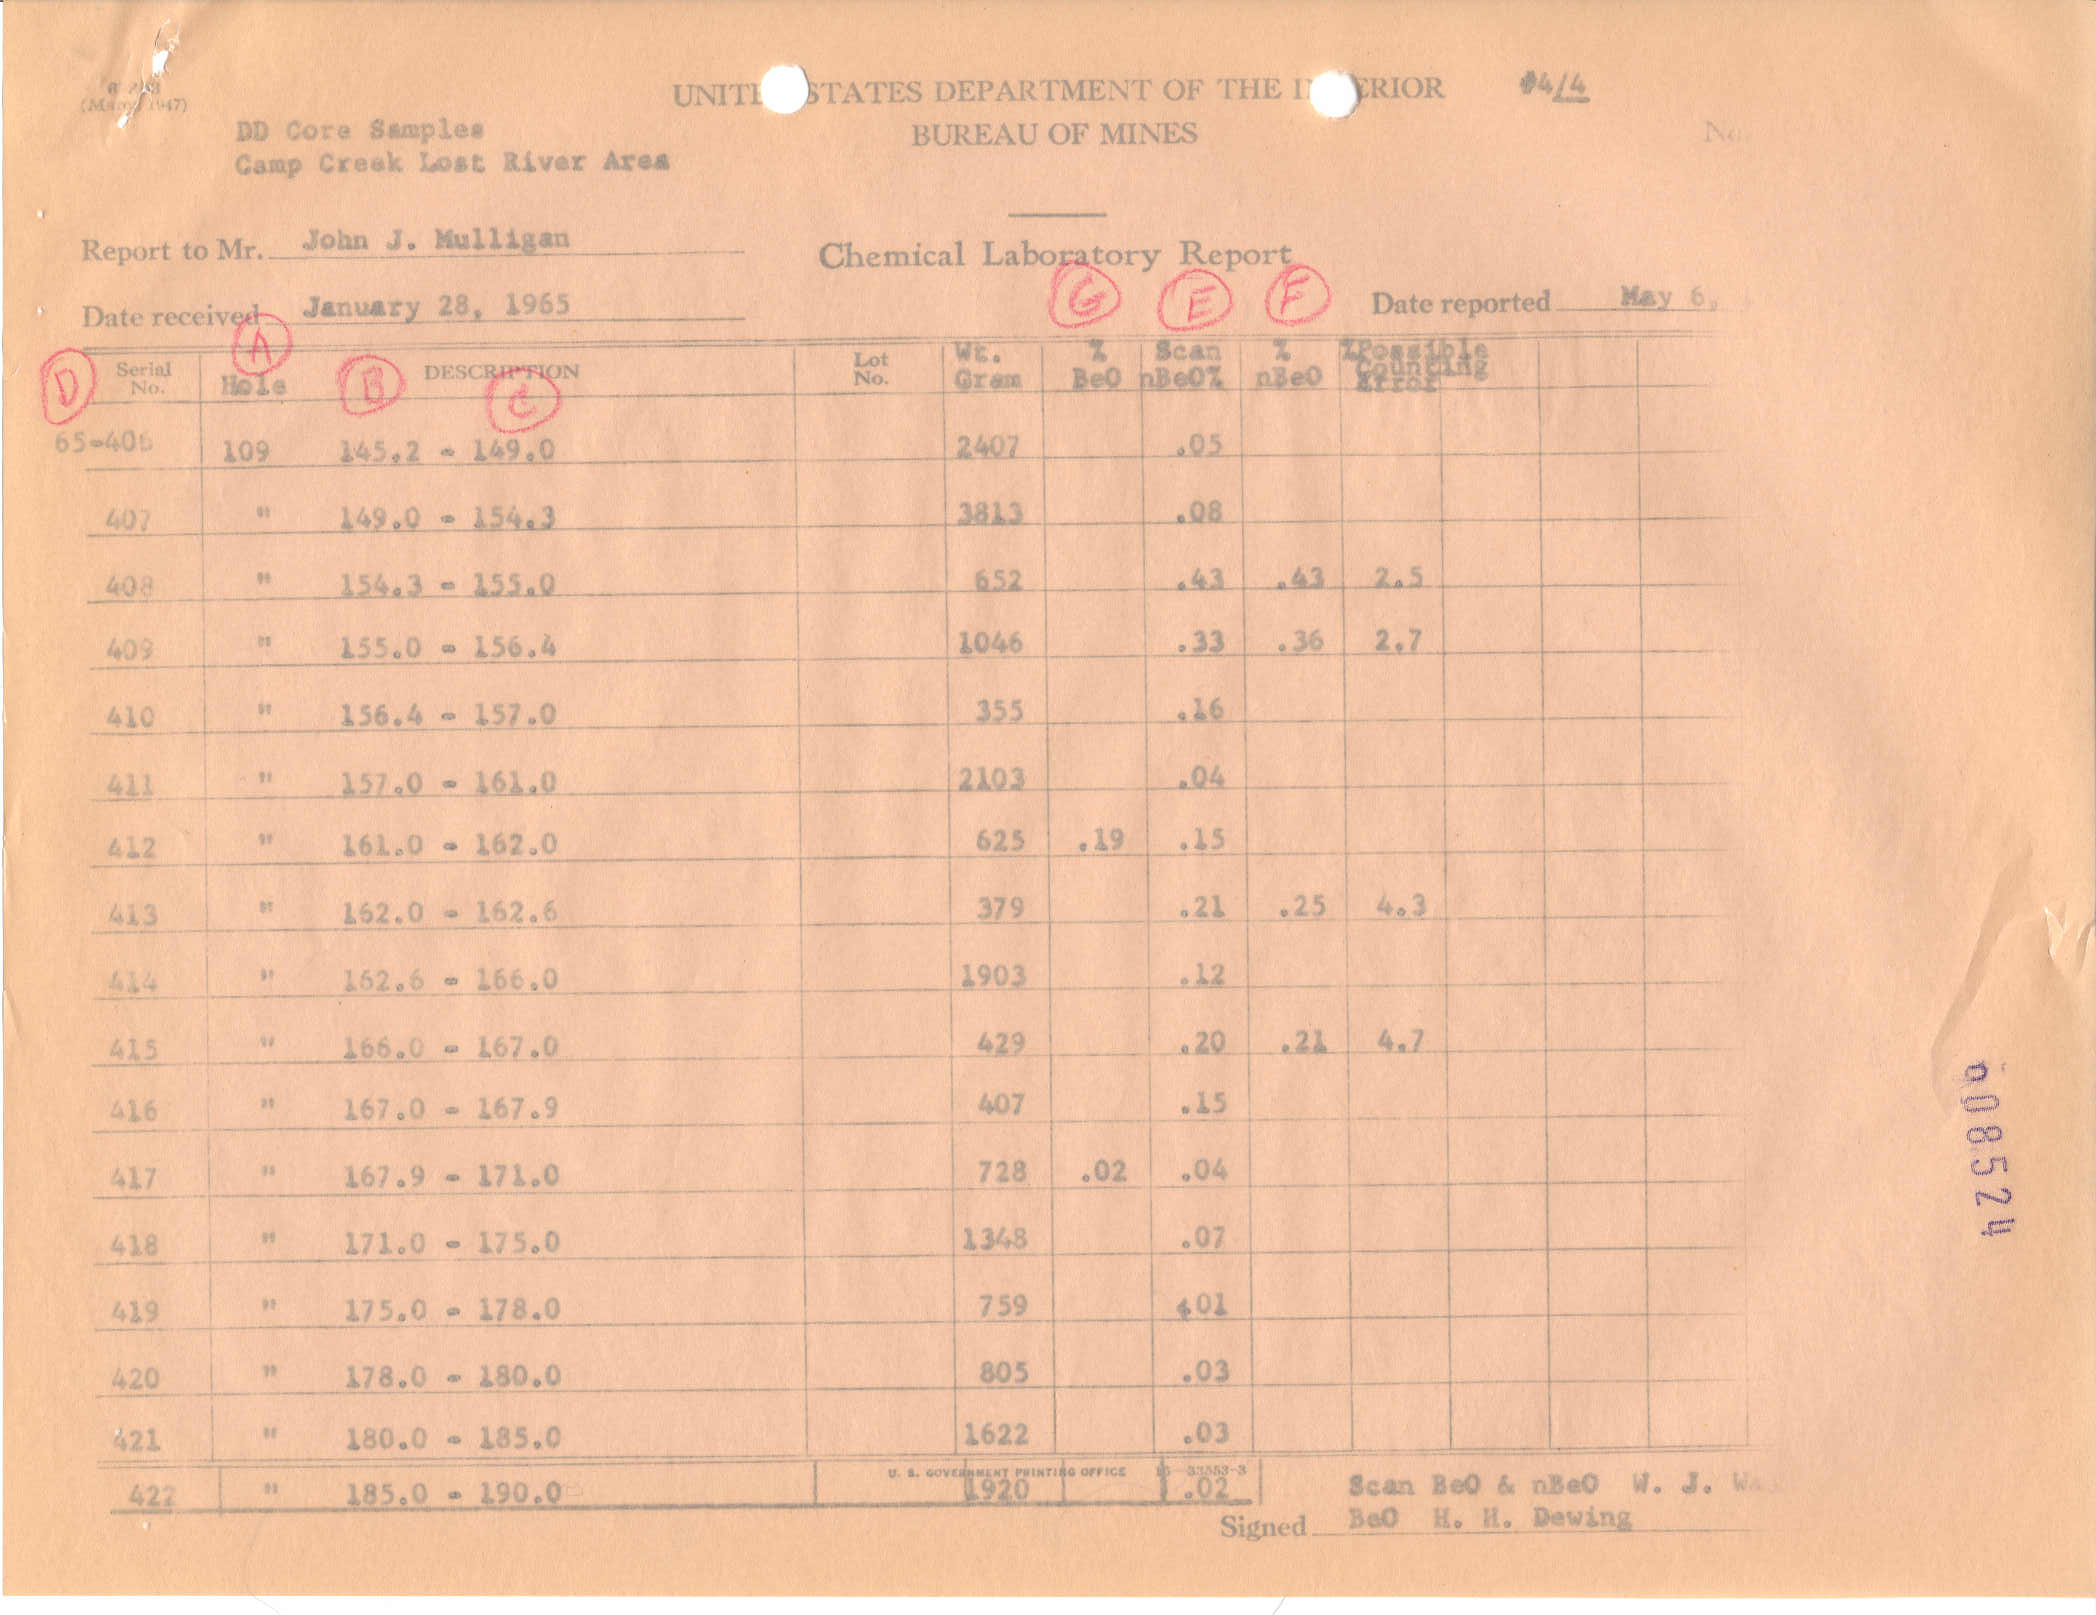 (March 1947)
UNITE STATES DEPARTMENT OF THE I ERIOR #4/4
BUREAU OF MINES No.
DD Core Samples
Camp Creek Lost River Area
Report to Mr. John J. Mulligan
Chemical Laboratory Report
Date received January 28, 1965
G E F
Date reported May 6,
D Serial No. A Hole B DESCRIPTION C Lot No. Wt. Gram % BeO Scan nBeO% % nBeO %Possible Counting Error
65-406 109 145.2 - 149.0 2407 .05
407 " 149.0 - 154.3 3813 .08
408 " 154.3 - 155.0 652 .43 .43 2.5
409 " 155.0 - 156.4 1046 .33 .36 2.7
410 " 156.4 - 157.0 355 .16
411 " 157.0 - 161.0 2103 .04
412 " 161.0 - 162.0 625 .19 .15
413 " 162.0 - 162.6 379 .21 .25 4.3
414 " 162.6 - 166.0 1903 .12
415 " 166.0 - 167.0 429 .20 .21 4.7
416 " 167.0 - 167.9 407 .15
417 " 167.9 - 171.0 728 .02 .04
418 " 171.0 - 175.0 1348 .07
419 " 175.0 - 178.0 759 01
420 " 178.0 - 180.0 805 .03
421 " 180.0 - 185.0 1622 .03
U. S. GOVERNMENT PRINTING OFFICE 16-33553-3
422 " 185.0 - 190.0 1920 .02
Scan BeO & nBeO W. J.
Signed BeO H. H. Dewing
008524